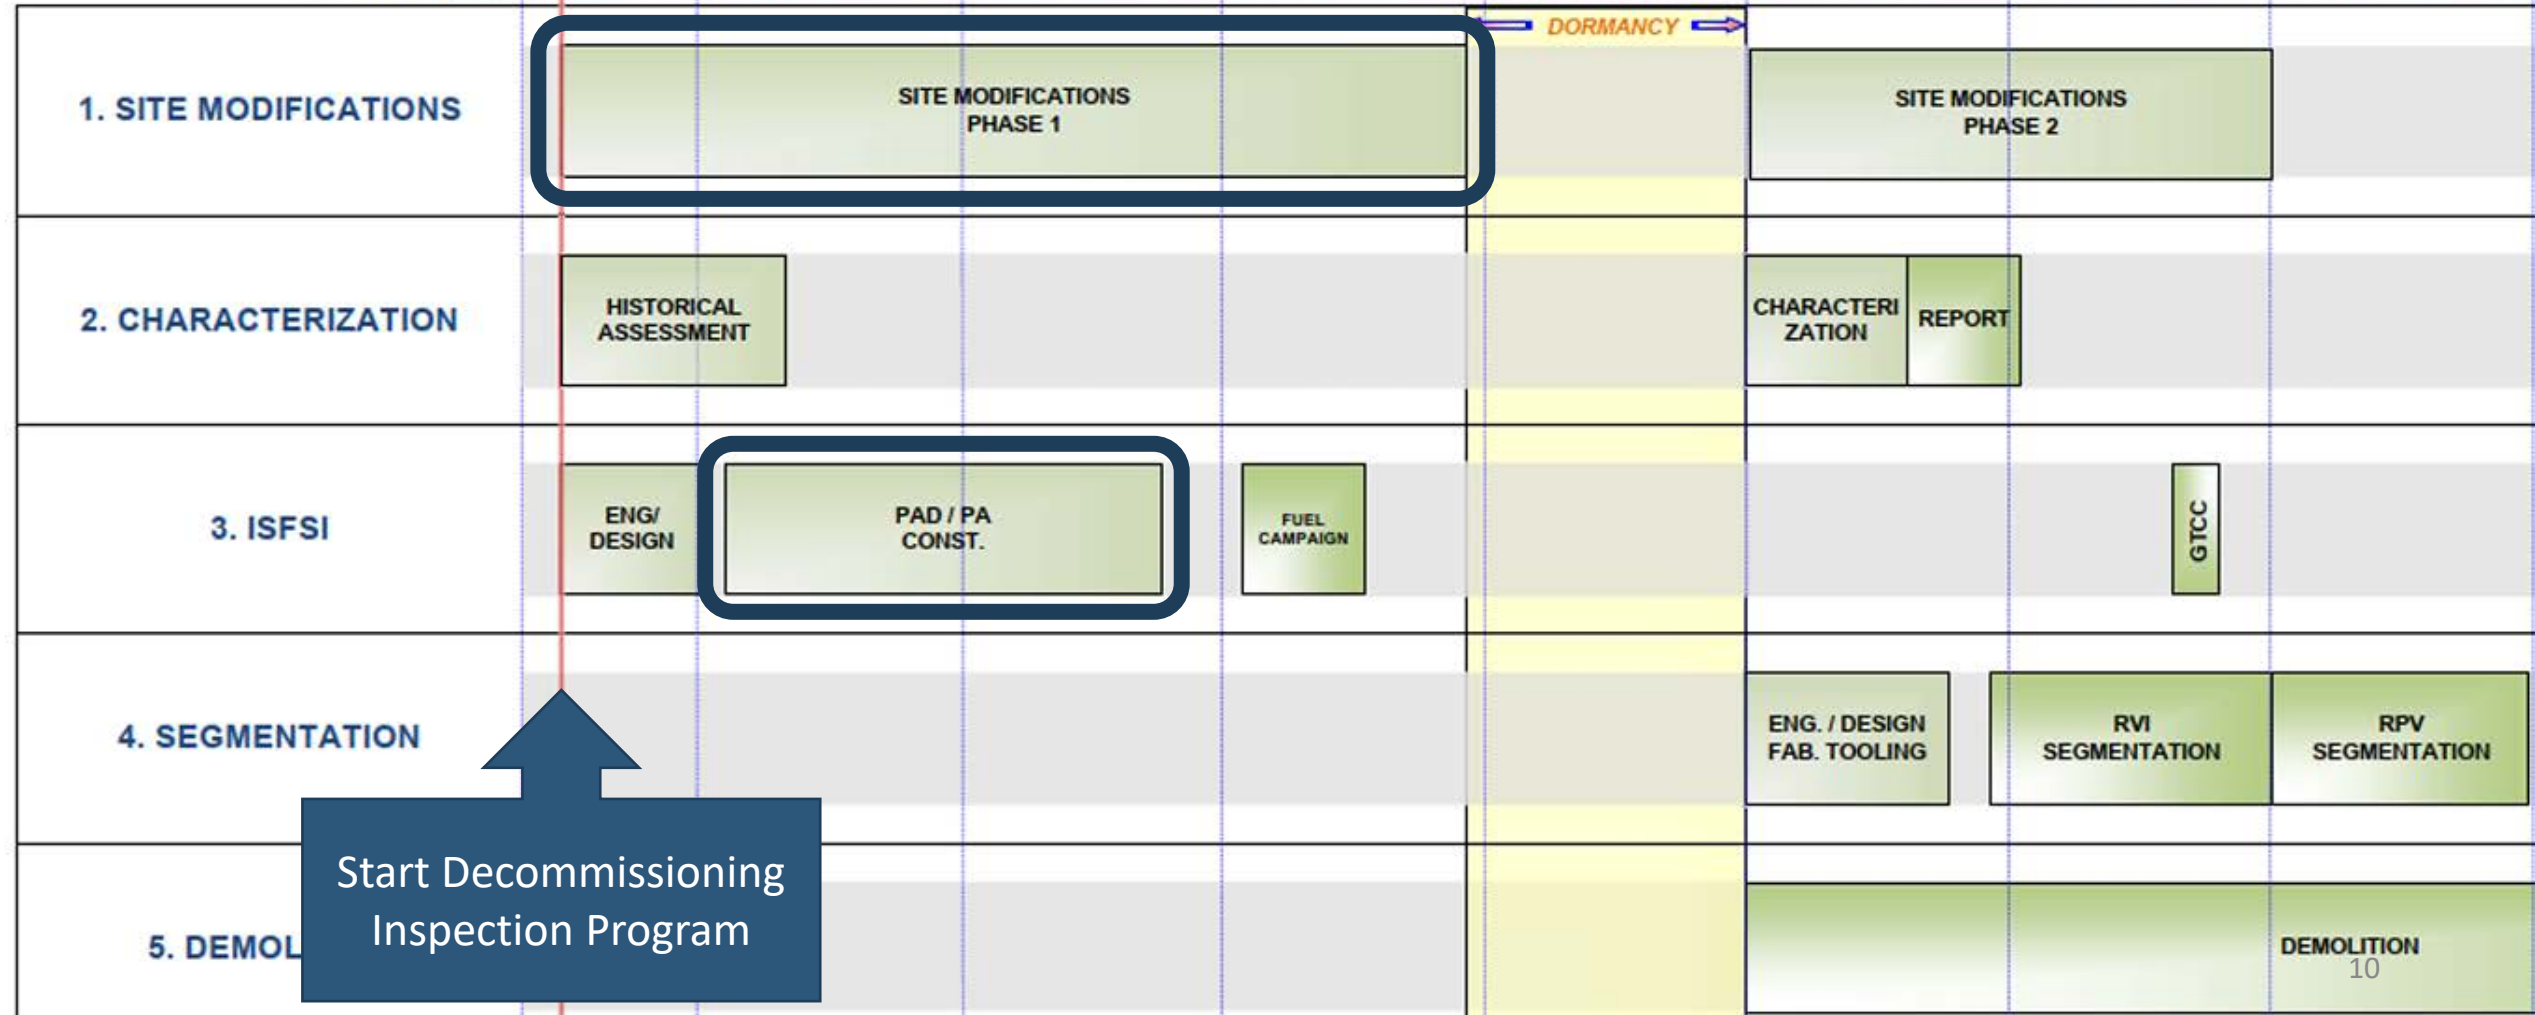 DORMANCY
1. SITE MODIFICATIONS
SITE MODIFICATIONS
PHASE 1
SITE MODIFICATIONS
PHASE 2
2. CHARACTERIZATION
HISTORICAL
ASSESSMENT
CHARACTERI
ZATION
REPORT
3. ISFSI
ENG/
DESIGN
PAD / PA
CONST.
FUEL
CAMPAIGN
GTCC
4. SEGMENTATION
ENG. / DESIGN
FAB. TOOLING
RVI
SEGMENTATION
RPV
SEGMENTATION
Start Decommissioning
Inspection Program
5. DEMOL
DEMOLITION
10